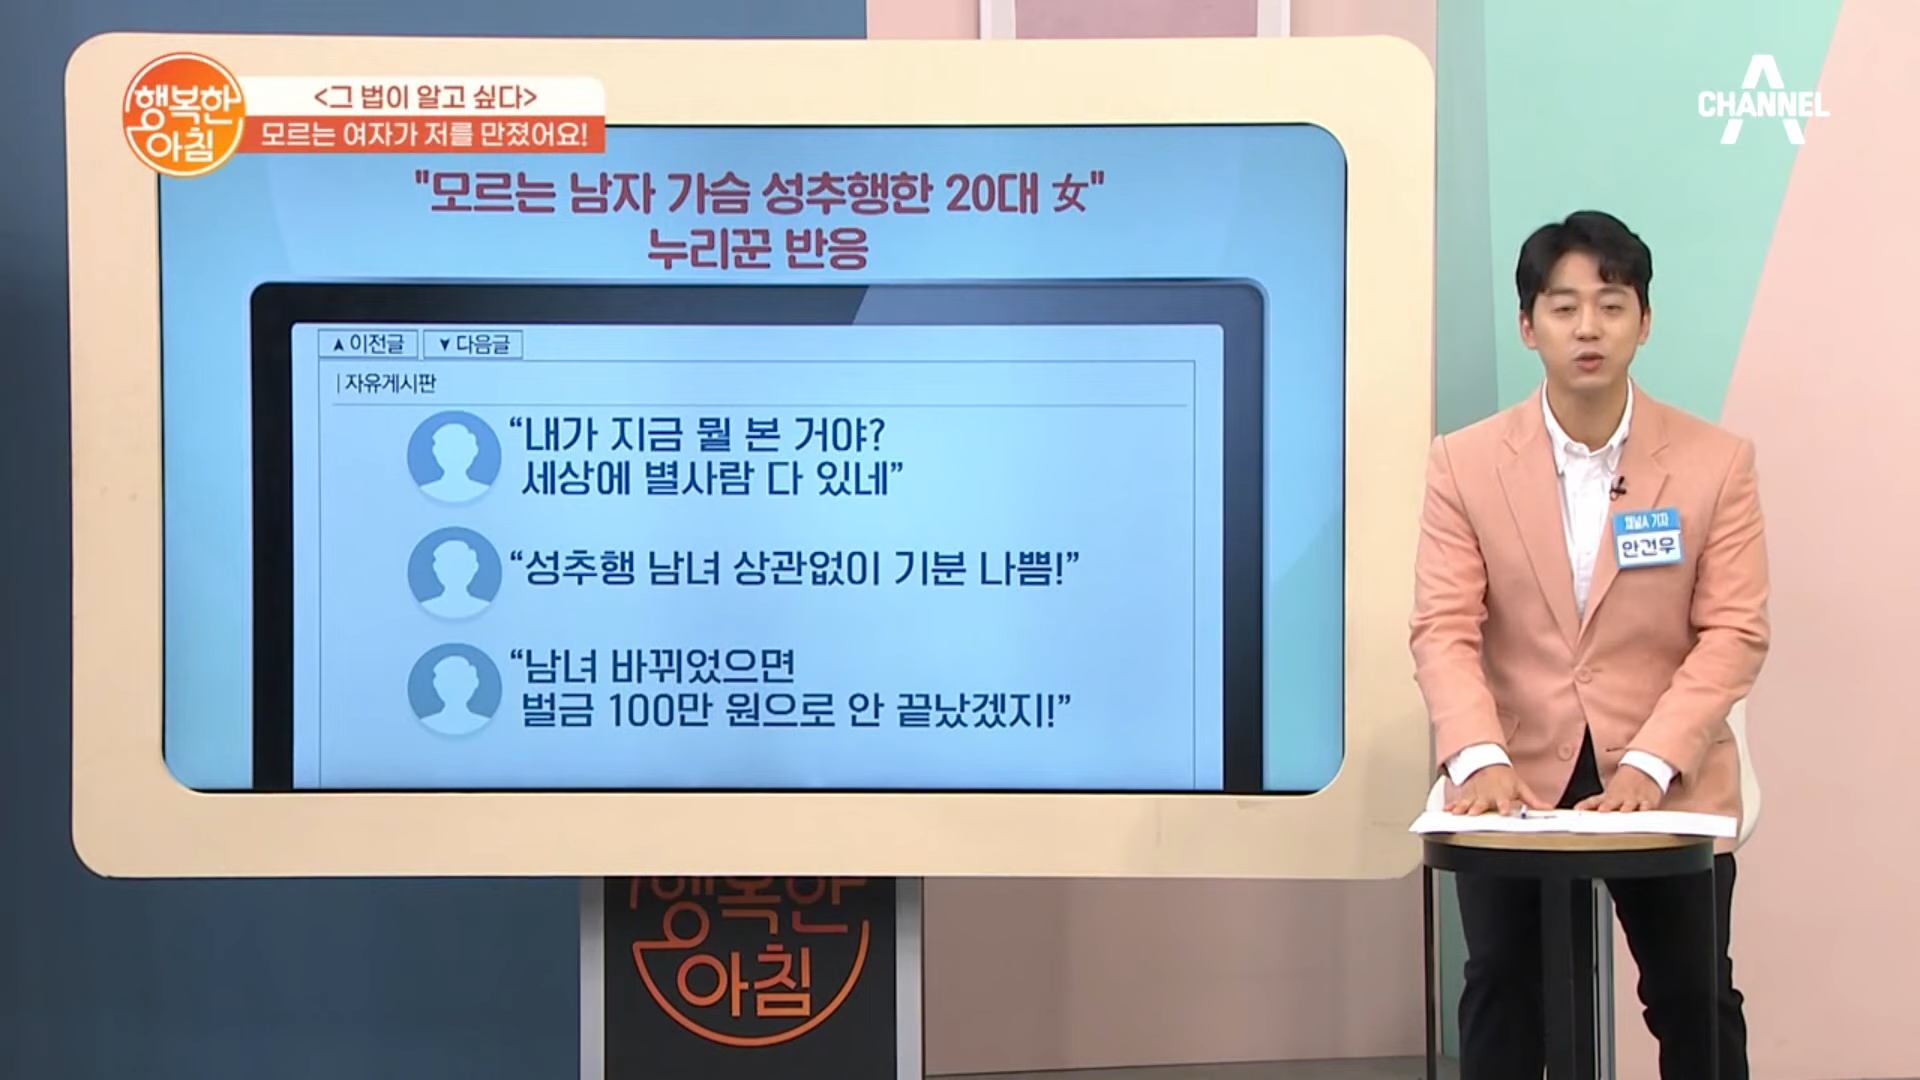 행복한
아침
<그 법이 알고 싶다>
모르는 여자가 저를 만졌어요!
CHANNEL A
"모르는 남자 가슴 성추행한 20대 女"
누리꾼 반응
▲ 이전글 ▼ 다음글
| 자유게시판
“내가 지금 뭘 본 거야?
세상에 별사람 다 있네”
“성추행 남녀 상관없이 기분 나쁨!”
“남녀 바뀌었으면
벌금 100만 원으로 안 끝났겠지!”
채널A 기자
안건우
행복한
아침